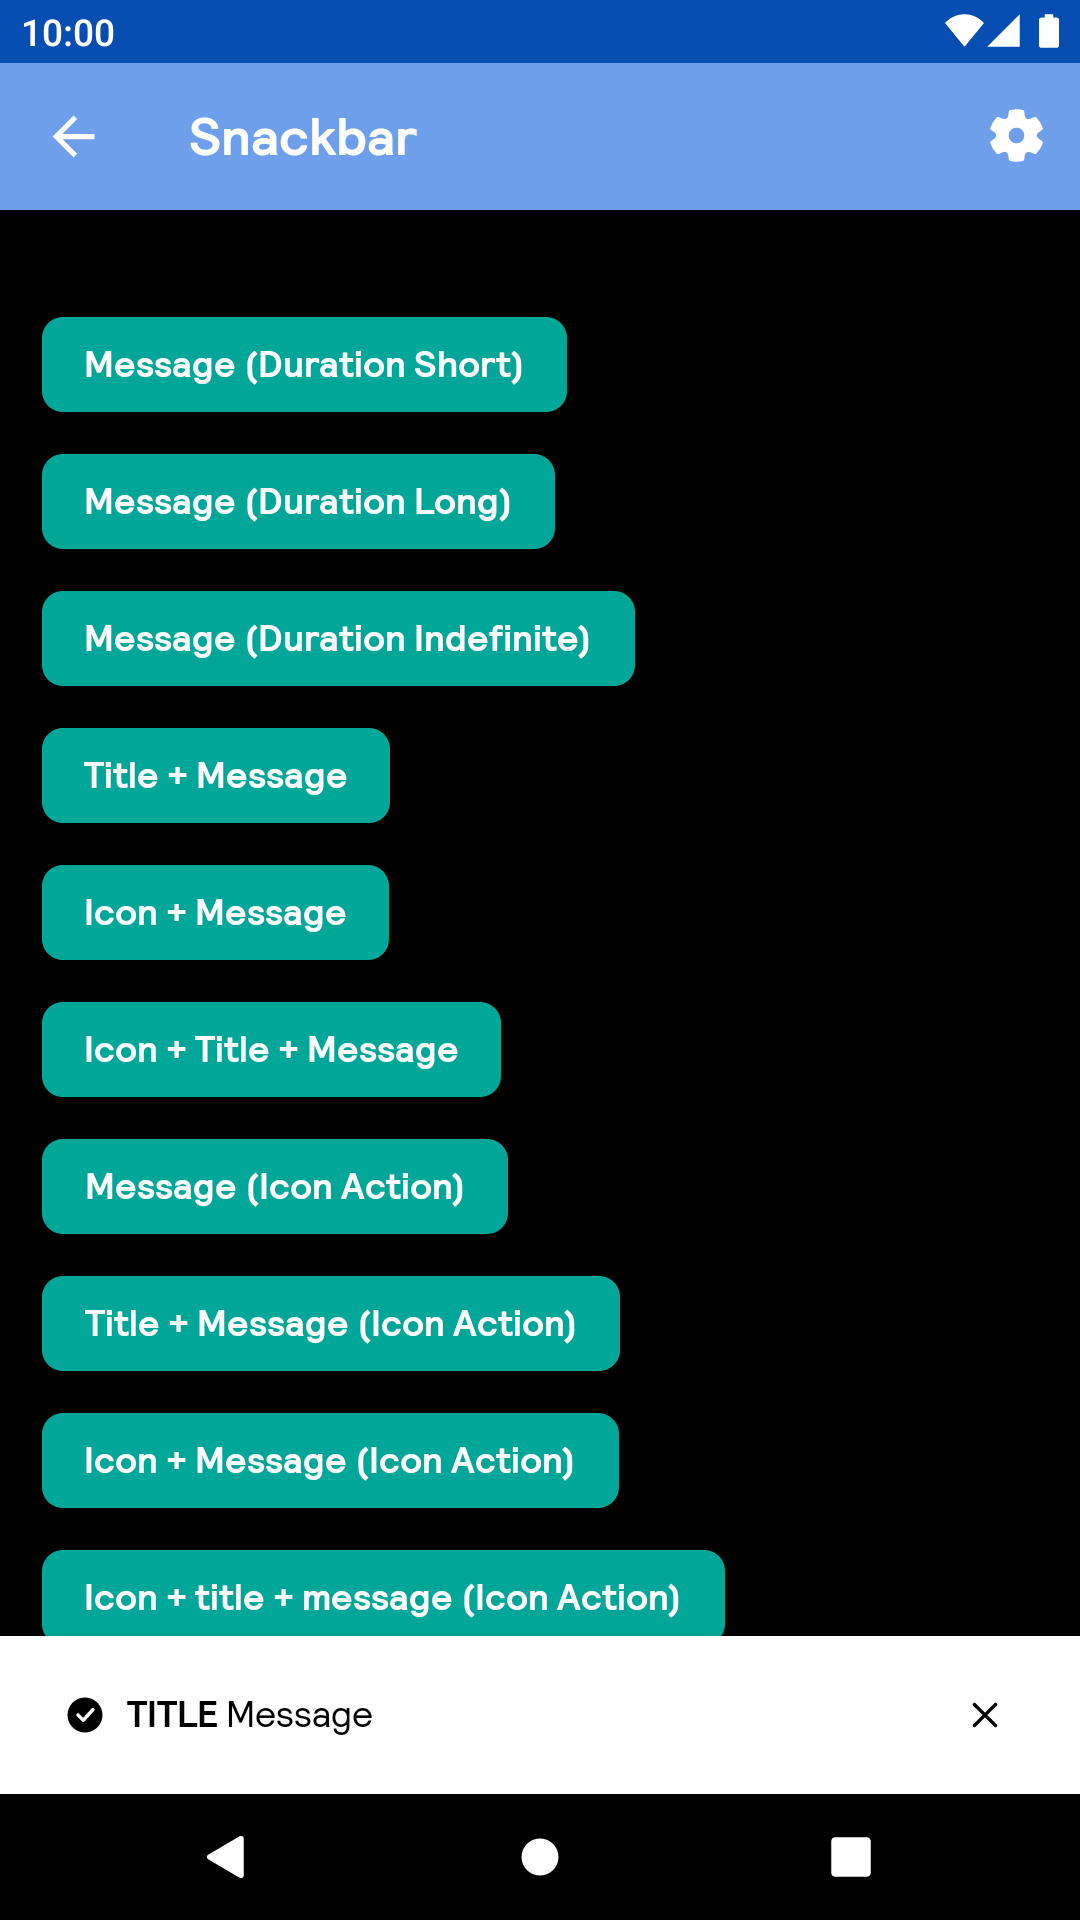 10:00
Snackbar
Message (Duration Short)
Message (Duration Long)
Message (Duration Indefinite)
Title + Message
Icon + Message
Icon + Title + Message
Message (Icon Action)
Title + Message (Icon Action)
Icon + Message (Icon Action)
Icon + title + message (Icon Action)
TITLE Message